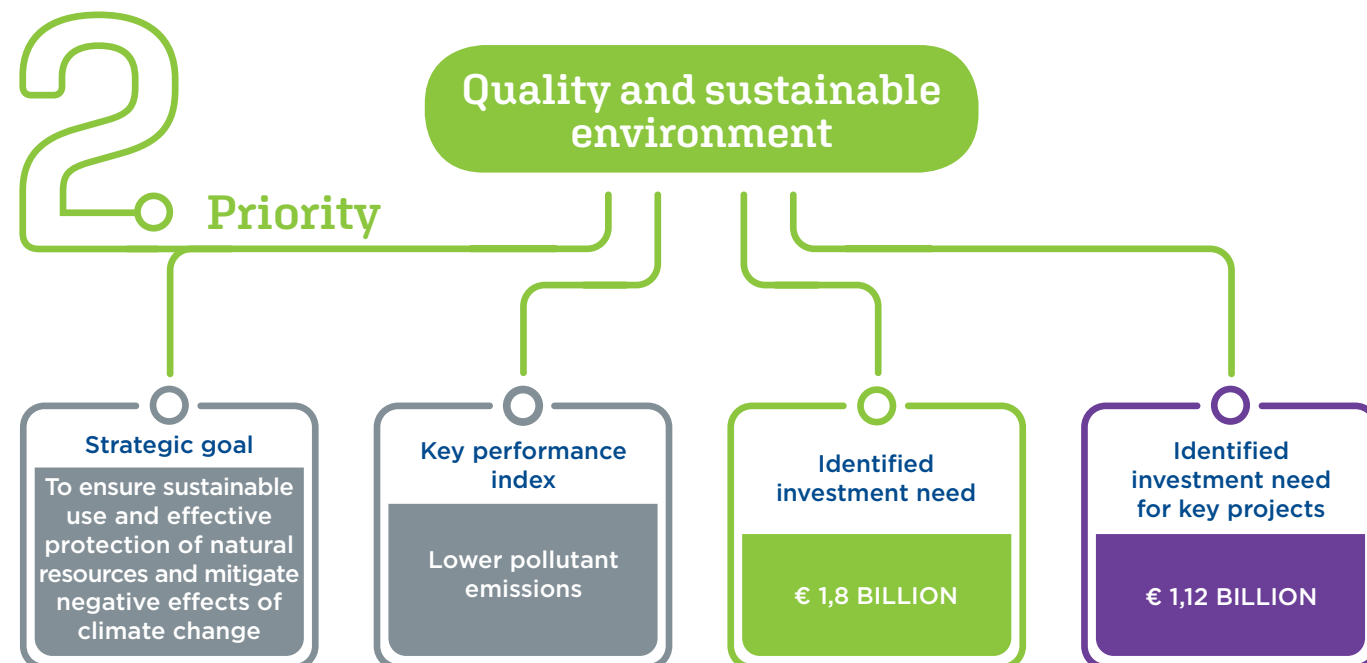 2
Priority
Quality and sustainable
environment
Strategic goal
To ensure sustainable
use and effective
protection of natural
resources and mitigate
negative effects of
climate change
Key performance
index
Lower pollutant
emissions
Identified
investment need
€ 1,8 BILLION
Identified
investment need
for key projects
€ 1,12 BILLION